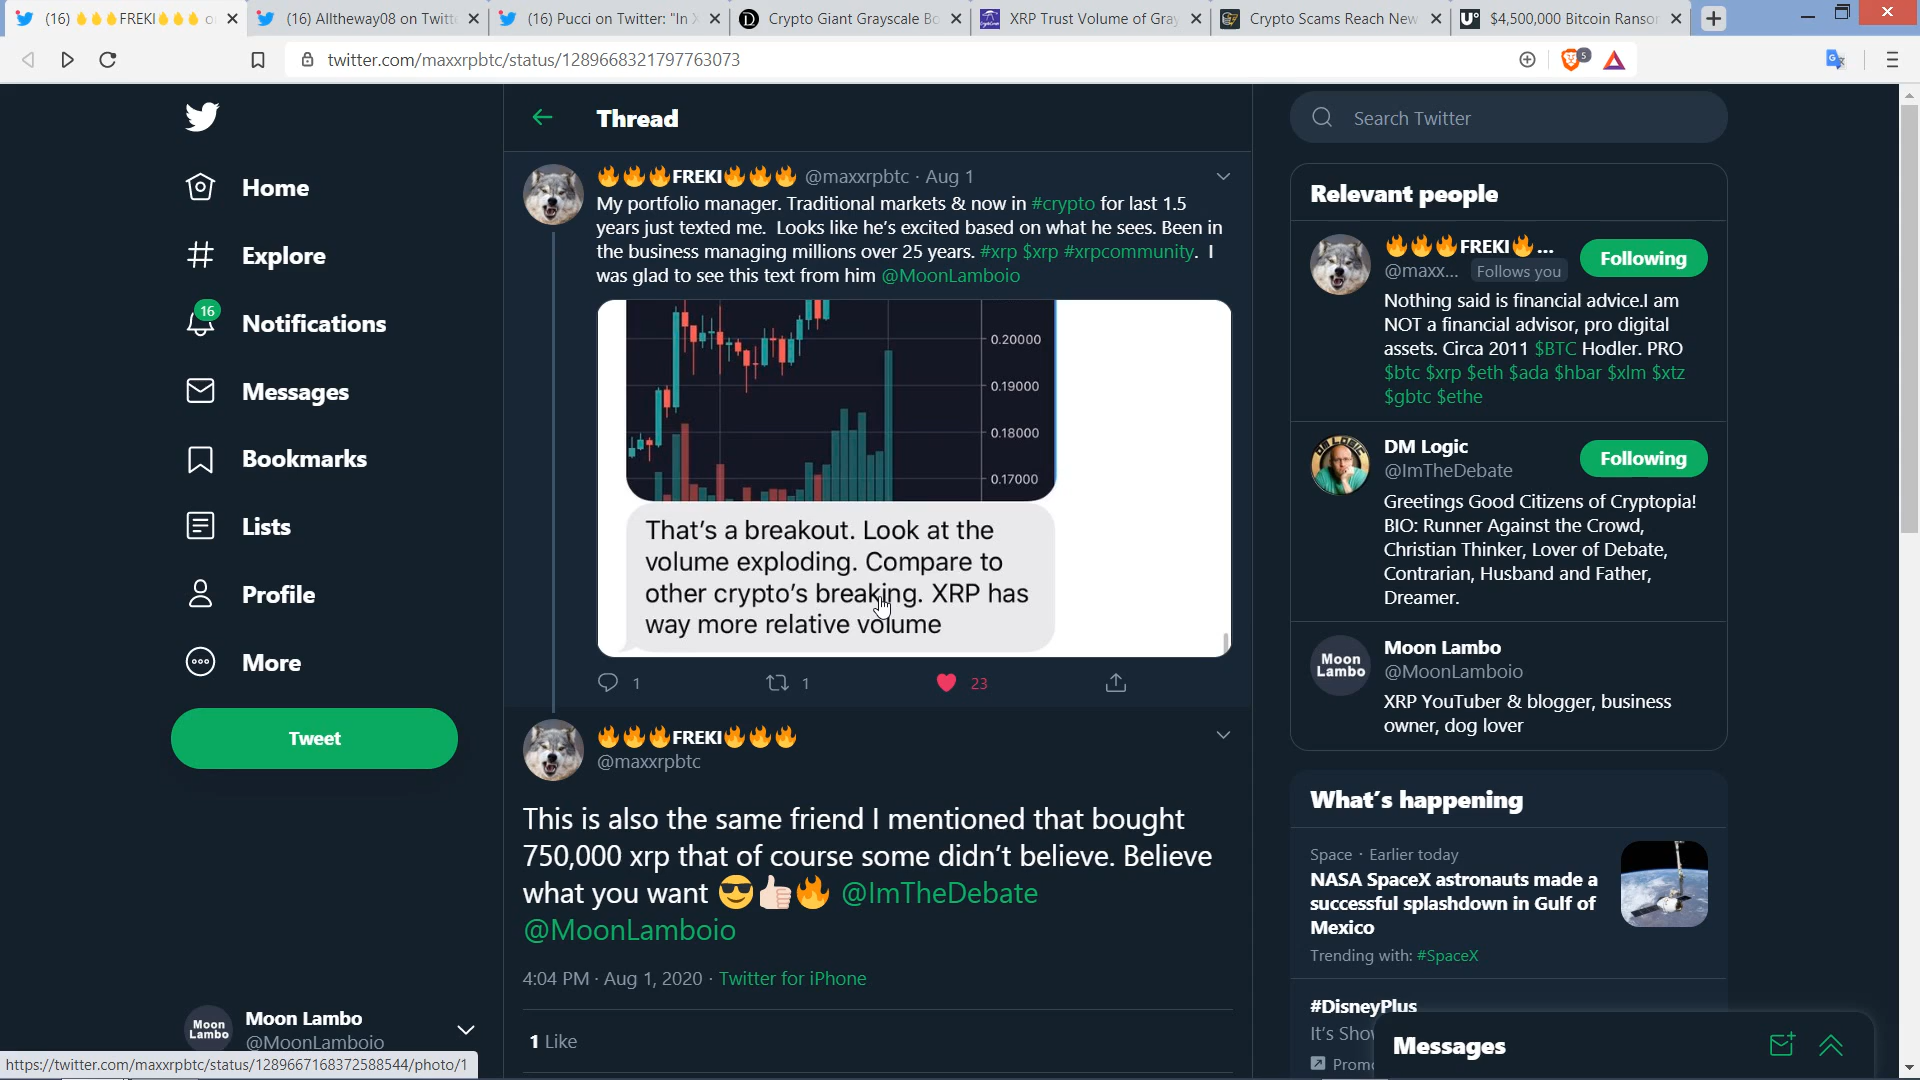 (16) 🔥🔥🔥FREKI🔥🔥🔥 o
(16) Alltheway08 on Twitte
(16) Pucci on Twitter: "In X
Crypto Giant Grayscale Bo
XRP Trust Volume of Gray
Crypto Scams Reach New
$4,500,000 Bitcoin Ransor
twitter.com/maxxrpbtc/status/1289668321797763073
5
Home
Explore
16
Notifications
Messages
Bookmarks
Lists
Profile
More
Tweet
Moon Lambo
Moon Lambo
@MoonLamboio
https://twitter.com/maxxrpbtc/status/1289667168372588544/photo/1
Thread
🔥🔥🔥FREKI🔥🔥🔥 @maxxrpbtc · Aug 1
My portfolio manager. Traditional markets & now in #crypto for last 1.5
years just texted me.  Looks like he's excited based on what he sees. Been in
the business managing millions over 25 years. #xrp $xrp #xrpcommunity. I
was glad to see this text from him @MoonLamboio
0.20000
0.19000
0.18000
0.17000
That's a breakout. Look at the
volume exploding. Compare to
other crypto's breaking. XRP has
way more relative volume
1
1
23
🔥🔥🔥FREKI🔥🔥🔥
@maxxrpbtc
This is also the same friend I mentioned that bought
750,000 xrp that of course some didn't believe. Believe
what you want 😎👍🏻🔥 @ImTheDebate
@MoonLamboio
4:04 PM · Aug 1, 2020 · Twitter for iPhone
1 Like
Search Twitter
Relevant people
🔥🔥🔥FREKI🔥...
@maxx... Follows you
Following
Nothing said is financial advice.I am
NOT a financial advisor, pro digital
assets. Circa 2011 $BTC Hodler. PRO
$btc $xrp $eth $ada $hbar $xlm $xtz
$gbtc $ethe
DM LOGIC
DM Logic
@ImTheDebate
Following
Greetings Good Citizens of Cryptopia!
BIO: Runner Against the Crowd,
Christian Thinker, Lover of Debate,
Contrarian, Husband and Father,
Dreamer.
Moon Lambo
Moon Lambo
@MoonLamboio
XRP YouTuber & blogger, business
owner, dog lover
What's happening
Space · Earlier today
NASA SpaceX astronauts made a
successful splashdown in Gulf of
Mexico
Trending with: #SpaceX
#DisneyPlus
It's Sho
Promo
Messages